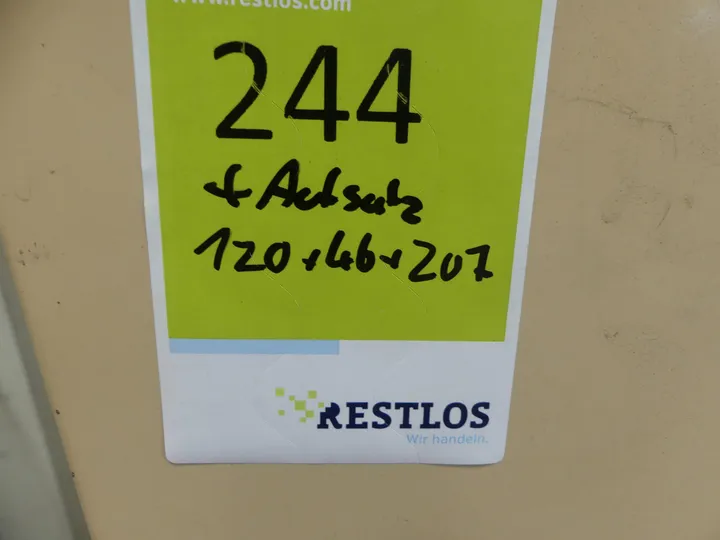 www.restlos.com
244
+ Aufsatz
120 x 46 x 207
RESTLOS
Wir handeln.